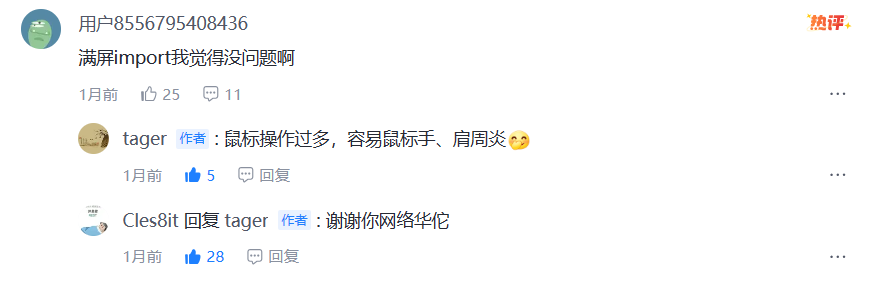 用户8556795408436
热评
满屏import我觉得没问题啊
1月前 25 11
tager 作者 : 鼠标操作过多，容易鼠标手、肩周炎🤭
1月前 5 回复
Cles8it 回复 tager 作者 : 谢谢你网络华佗
1月前 28 回复